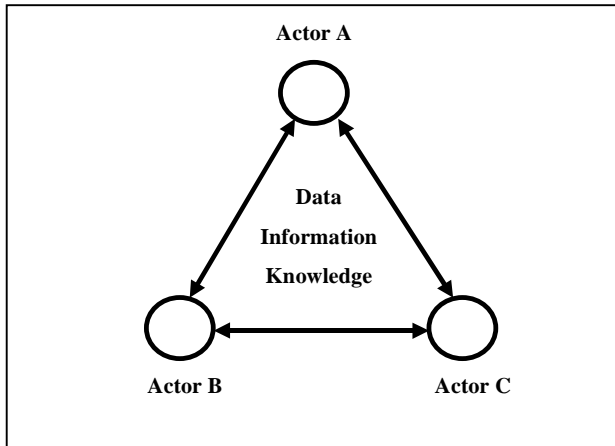 Actor A
Data
Information
Knowledge
Actor B
Actor C